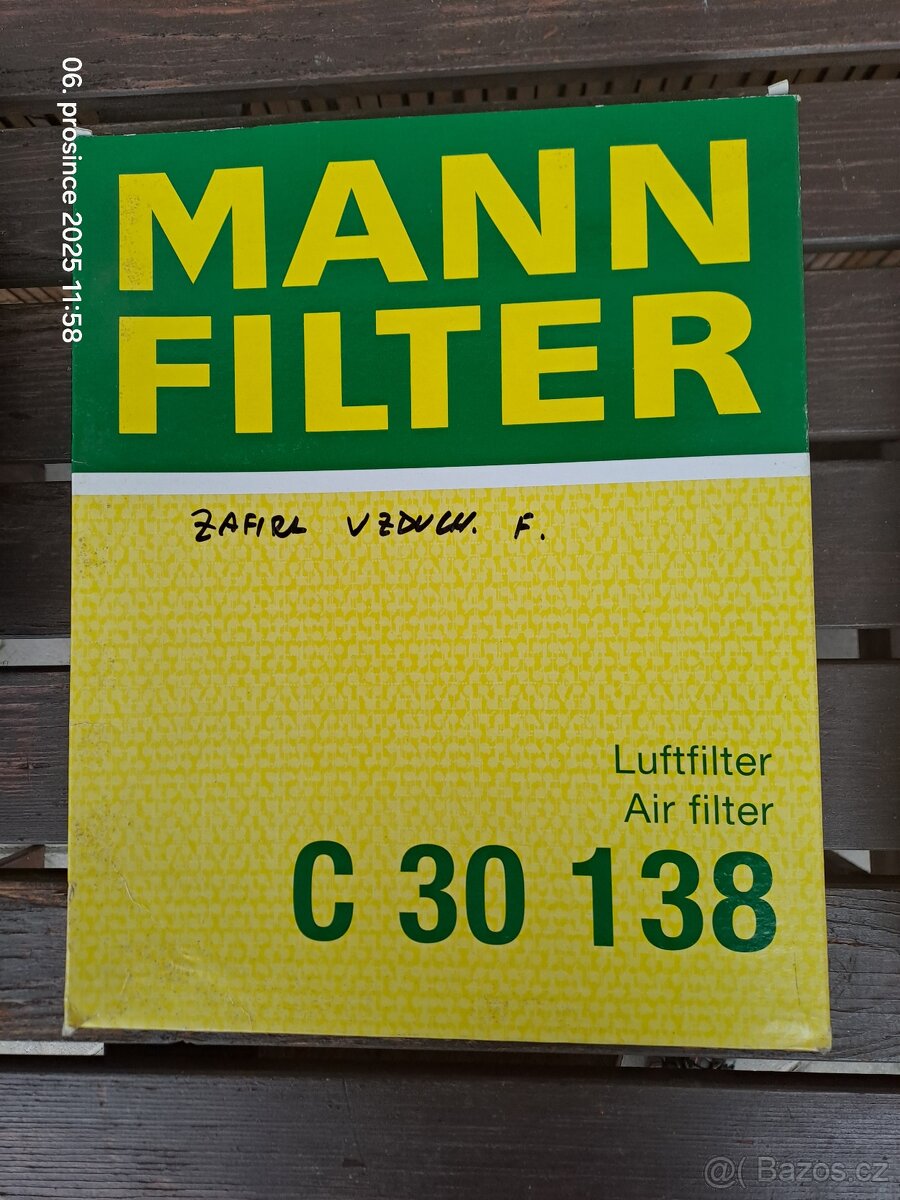 06. prosince 2025 11:58
MANN
FILTER
ZAFIRA VZDUCH. F.
Luftfilter
Air filter
C 30 138
@( Bazos.cz